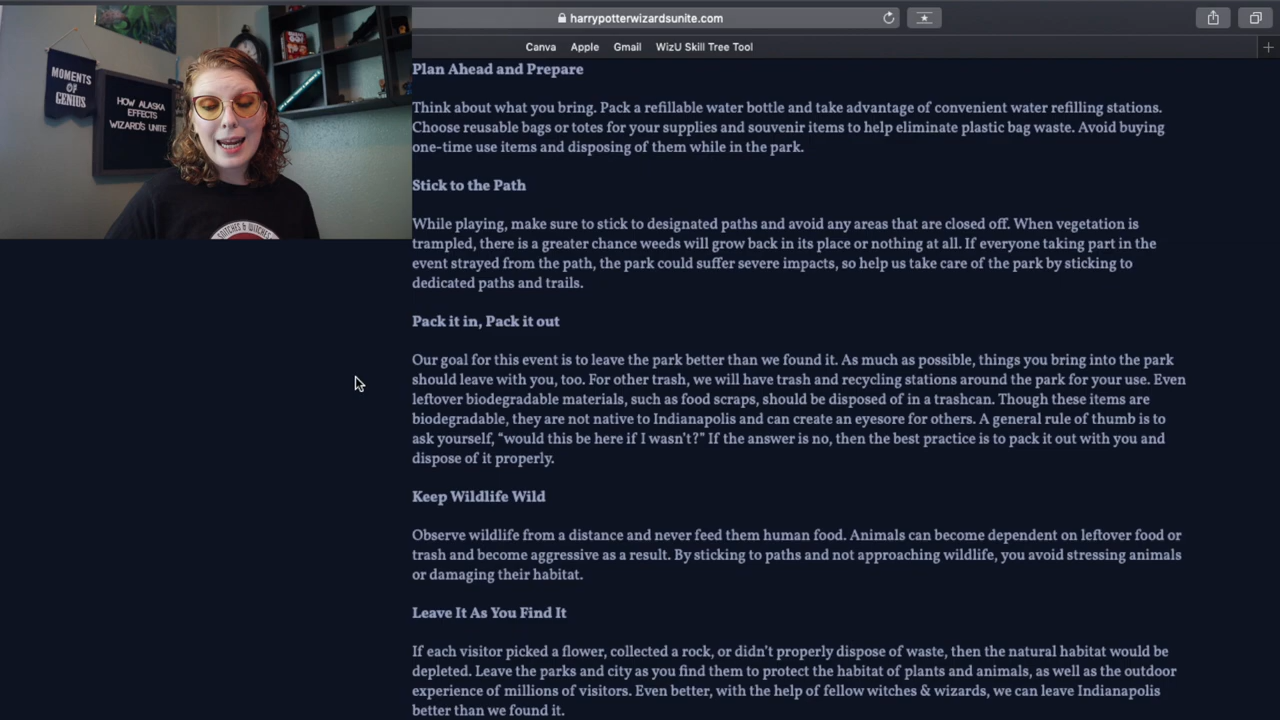 harrypotterwizardsunite.com
Canva Apple Gmail WizU Skill Tree Tool
MOMENTS
OF
GENIUS
HOW ALASKA
EFFECTS
WIZARD'S UNITE
SNITCHES & WITCHES
Plan Ahead and Prepare
Think about what you bring. Pack a refillable water bottle and take advantage of convenient water refilling stations.
Choose reusable bags or totes for your supplies and souvenir items to help eliminate plastic bag waste. Avoid buying
one-time use items and disposing of them while in the park.
Stick to the Path
While playing, make sure to stick to designated paths and avoid any areas that are closed off. When vegetation is
trampled, there is a greater chance weeds will grow back in its place or nothing at all. If everyone taking part in the
event strayed from the path, the park could suffer severe impacts, so help us take care of the park by sticking to
dedicated paths and trails.
Pack it in, Pack it out
Our goal for this event is to leave the park better than we found it. As much as possible, things you bring into the park
should leave with you, too. For other trash, we will have trash and recycling stations around the park for your use. Even
leftover biodegradable materials, such as food scraps, should be disposed of in a trashcan. Though these items are
biodegradable, they are not native to Indianapolis and can create an eyesore for others. A general rule of thumb is to
ask yourself, “would this be here if I wasn’t?” If the answer is no, then the best practice is to pack it out with you and
dispose of it properly.
Keep Wildlife Wild
Observe wildlife from a distance and never feed them human food. Animals can become dependent on leftover food or
trash and become aggressive as a result. By sticking to paths and not approaching wildlife, you avoid stressing animals
or damaging their habitat.
Leave It As You Find It
If each visitor picked a flower, collected a rock, or didn’t properly dispose of waste, then the natural habitat would be
depleted. Leave the parks and city as you find them to protect the habitat of plants and animals, as well as the outdoor
experience of millions of visitors. Even better, with the help of fellow witches & wizards, we can leave Indianapolis
better than we found it.